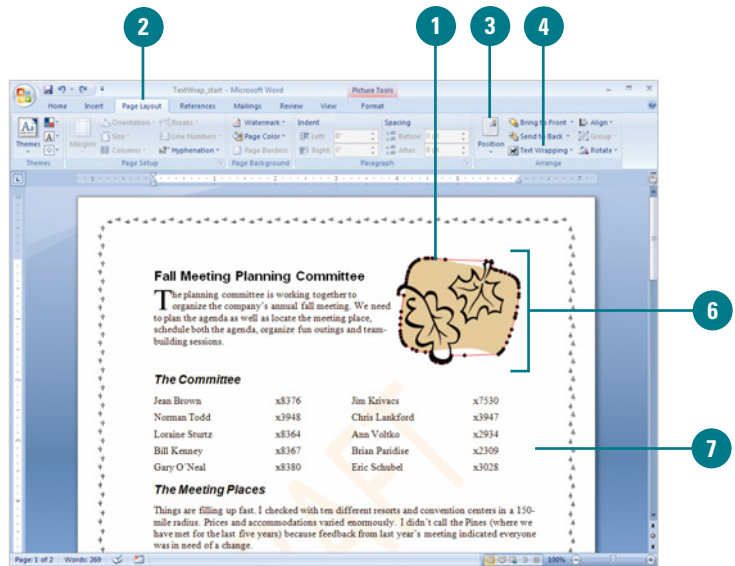 2
1
3
4
TextWrap_start - Microsoft Word
Picture Tools
Home Insert Page Layout References Mailings Review View Format
Themes
Margins
Orientation
Size
Columns
Breaks
Line Numbers
Hyphenation
Watermark
Page Color
Page Borders
Indent
Left: 0"
Right: 0"
Spacing
Before: 0 pt
After: 0 pt
Position
Bring to Front
Send to Back
Text Wrapping
Align
Group
Rotate
Themes Page Setup Page Background Paragraph Arrange
Fall Meeting Planning Committee
The planning committee is working together to
organize the company's annual fall meeting. We need
to plan the agenda as well as locate the meeting place,
schedule both the agenda, organize fun outings and team-
building sessions.
6
The Committee
Jean Brown x8376 Jim Krivacs x7530
Norman Todd x3948 Chris Lankford x3947
Loraine Sturtz x8364 Ann Voltko x2934
Bill Kenney x8367 Brian Paridise x2309
Gary O'Neal x8380 Eric Schubel x3028
7
The Meeting Places
Things are filling up fast. I checked with ten different resorts and convention centers in a 150-
mile radius. Prices and accommodations varied enormously. I didn't call the Pines (where we
have met for the last five years) because feedback from last year's meeting indicated everyone
was in need of a change.
DRAFT
Page: 1 of 2 Words: 269 100%